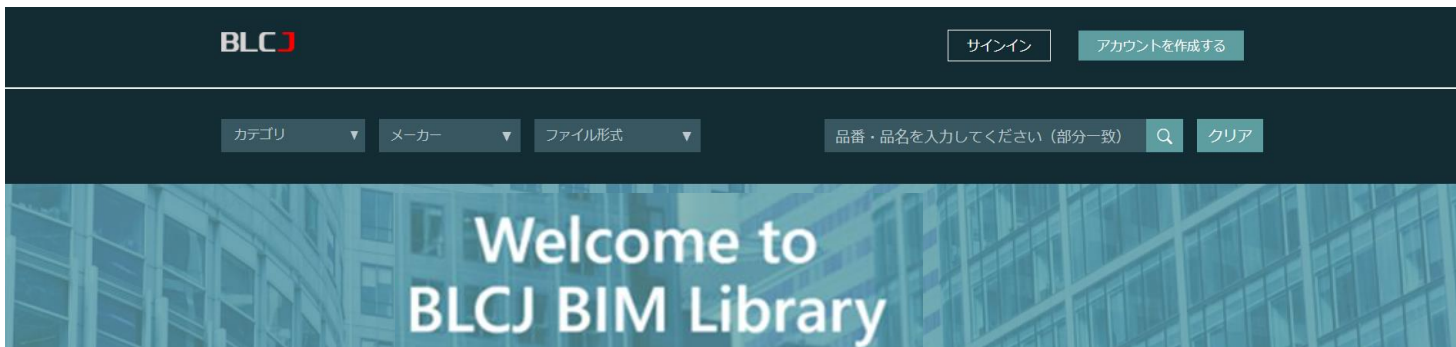 BLCJ
サインイン
アカウントを作成する
カテゴリ ▼
メーカー ▼
ファイル形式 ▼
品番・品名を入力してください（部分一致）
クリア
Welcome to
BLCJ BIM Library